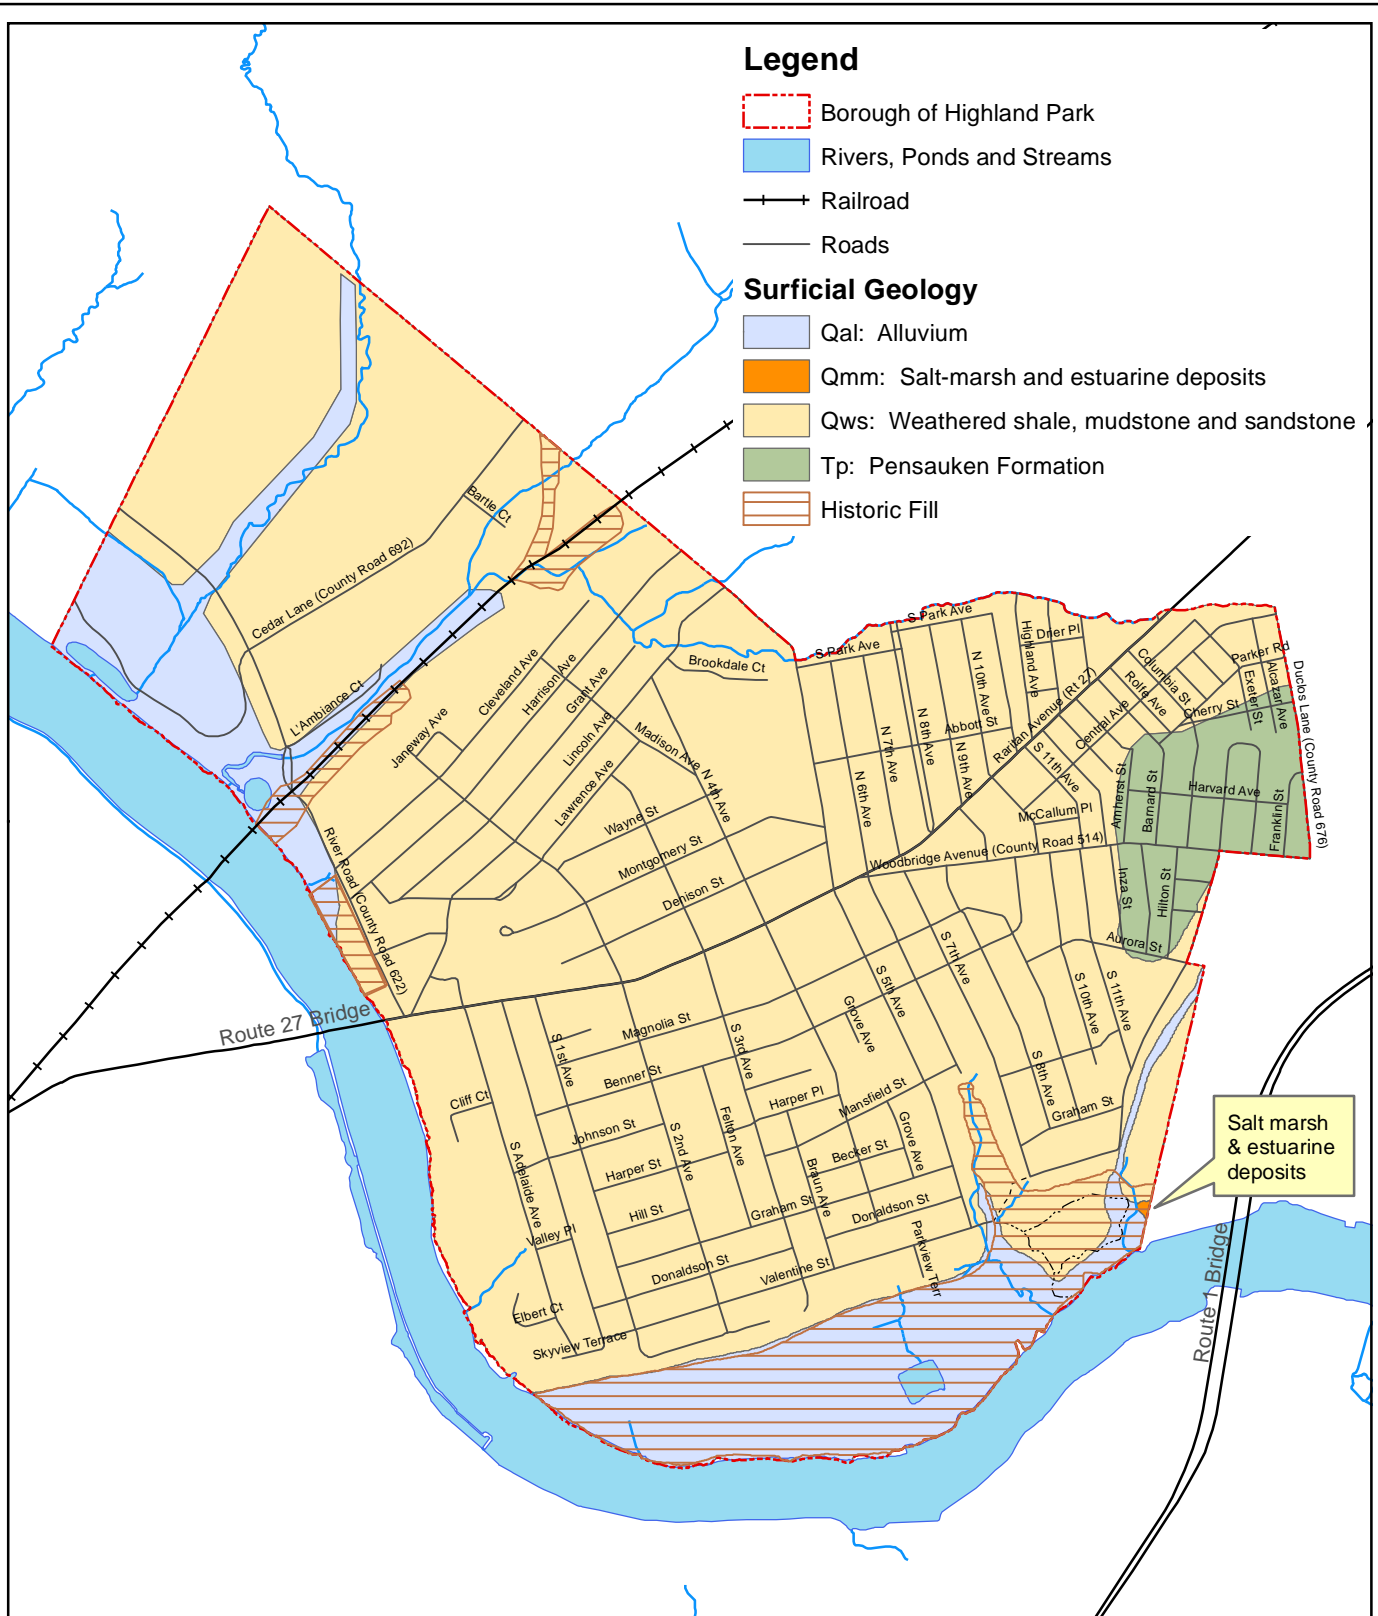 Legend
Borough of Highland Park
Rivers, Ponds and Streams
Railroad
Roads
Surficial Geology
Qal: Alluvium
Qmm: Salt-marsh and estuarine deposits
Qws: Weathered shale, mudstone and sandstone
Tp: Pensauken Formation
Historic Fill
Bartle Ct
Cedar Lane (County Road 692)
L'Ambiance Ct
S Park Ave
S Park Ave
Highland Ave
Drier Pl
N 10th Ave
Brookdale Ct
Cleveland Ave
Harrison Ave
Grant Ave
Janeway Ave
Lincoln Ave
Lawrence Ave
Madison Ave
N 4th Ave
N 6th Ave
N 7th Ave
N 8th Ave
N 9th Ave
Abbott St
Raritan Avenue (Rt 27)
S 11th Ave
Central Ave
Columbia St
Rolfe Ave
Cherry St
Parker Rd
Exeter St
Alcazar Ave
Duclos Lane (County Road 676)
Amherst St
Barnard St
Harvard Ave
Franklin St
McCallum Pl
Woodbridge Avenue (County Road 514)
Inza St
Hilton St
Aurora St
Wayne St
Montgomery St
Denison St
River Road (County Road 622)
Route 27 Bridge
S 1st Ave
Magnolia St
Benner St
S 3rd Ave
Grove Ave
S 5th Ave
S 7th Ave
S 10th Ave
S 11th Ave
S 8th Ave
Graham St
Cliff Ct
Johnson St
Harper St
S 2nd Ave
Felton Ave
Harper Pl
Mansfield St
Becker St
Grove Ave
Braun Ave
S Adelaide Ave
Valley Pl
Hill St
Graham St
Donaldson St
Donaldson St
Valentine St
Parkview Terr
Elbert Ct
Skyview Terrace
Salt marsh
& estuarine
deposits
Route 1 Bridge